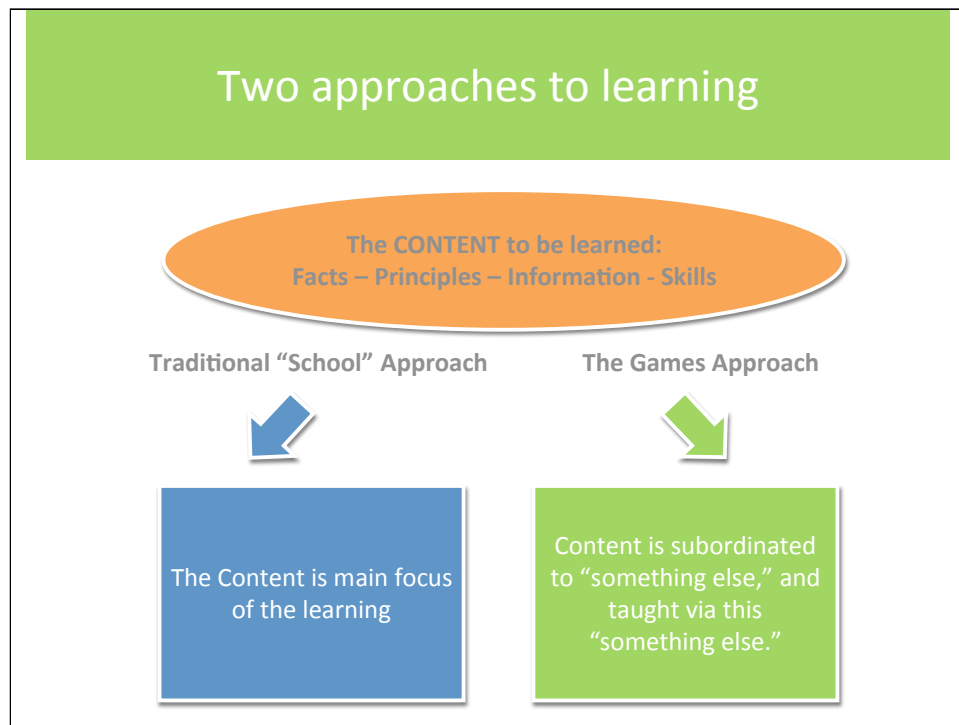 Two approaches to learning
The CONTENT to be learned:
Facts – Principles – Information - Skills
Traditional “School” Approach
The Games Approach
The Content is main focus
of the learning
Content is subordinated
to “something else,” and
taught via this
“something else.”